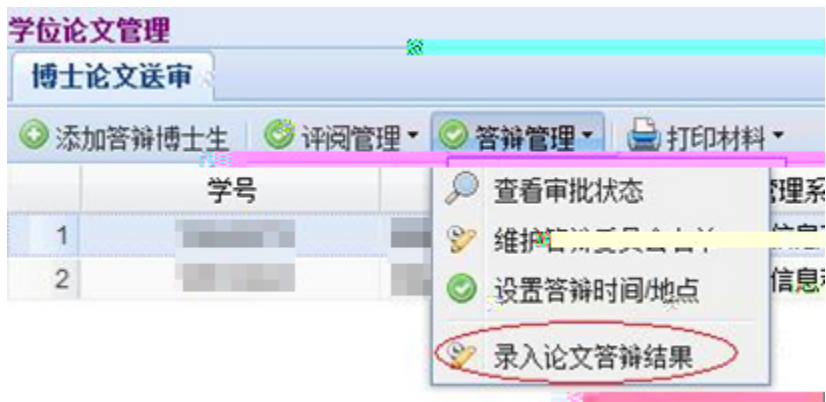 学位论文管理
博士论文送审
添加答辩博士生 评阅管理 答辩管理 打印材料
学号 管理系
查看审批状态
1
维护 信息
2 信息
设置答辩时间/地点
录入论文答辩结果